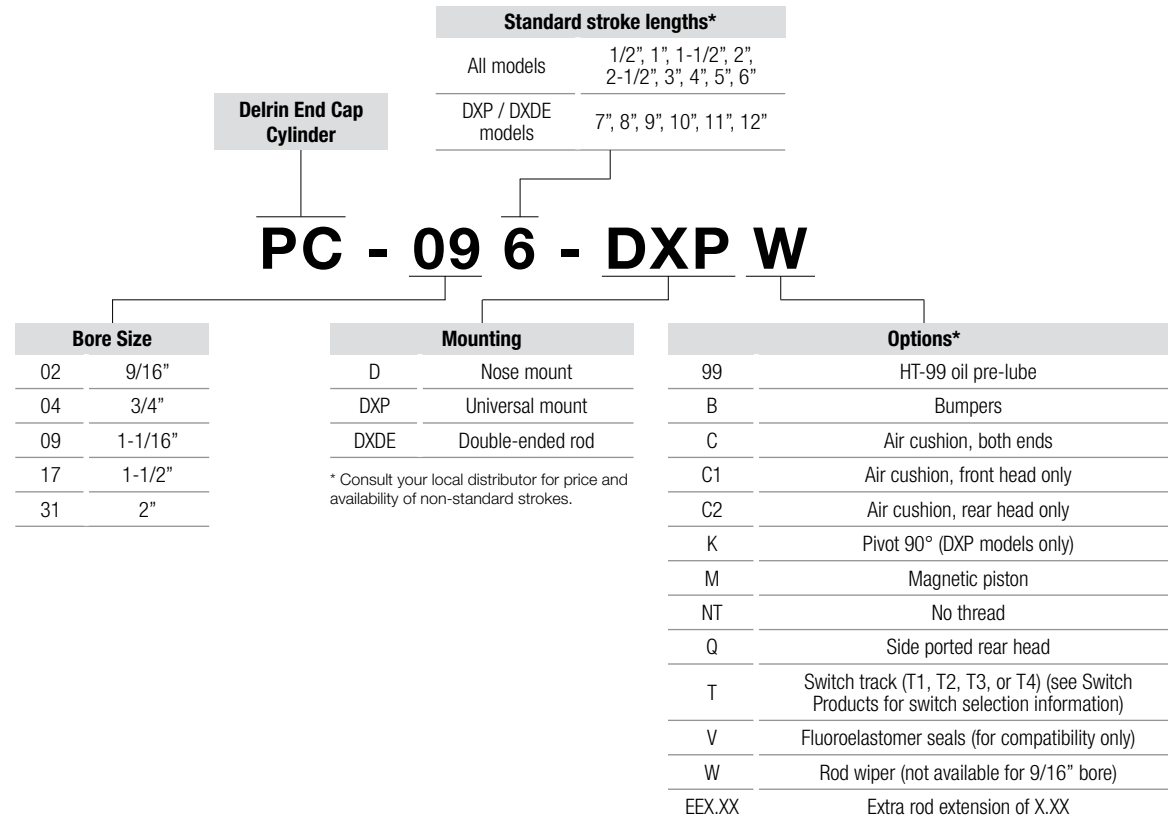 Standard stroke lengths*
All models
1/2”, 1”, 1-1/2”, 2”,
2-1/2”, 3”, 4”, 5”, 6”
DXP / DXDE
models
7”, 8”, 9”, 10”, 11”, 12”
Delrin End Cap
Cylinder
PC - 09 6 - DXP W
Bore Size
02 9/16”
04 3/4”
09 1-1/16”
17 1-1/2”
31 2”
Mounting
D Nose mount
DXP Universal mount
DXDE Double-ended rod
* Consult your local distributor for price and
availability of non-standard strokes.
Options*
99 HT-99 oil pre-lube
B Bumpers
C Air cushion, both ends
C1 Air cushion, front head only
C2 Air cushion, rear head only
K Pivot 90° (DXP models only)
M Magnetic piston
NT No thread
Q Side ported rear head
T
Switch track (T1, T2, T3, or T4) (see Switch
Products for switch selection information)
V Fluoroelastomer seals (for compatibility only)
W Rod wiper (not available for 9/16” bore)
EEX.XX Extra rod extension of X.XX